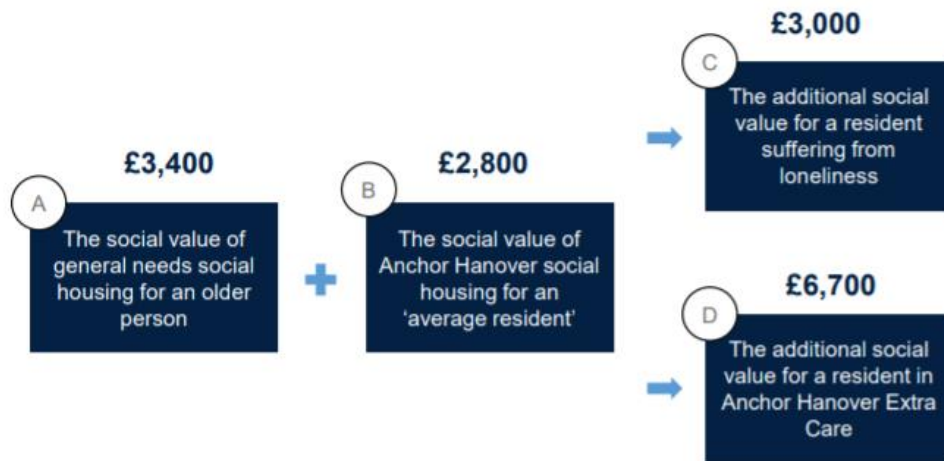 £3,400
A
The social value of
general needs social
housing for an older
person
£2,800
B
The social value of
Anchor Hanover social
housing for an
‘average resident’
£3,000
C
The additional social
value for a resident
suffering from
loneliness
£6,700
D
The additional social
value for a resident in
Anchor Hanover Extra
Care